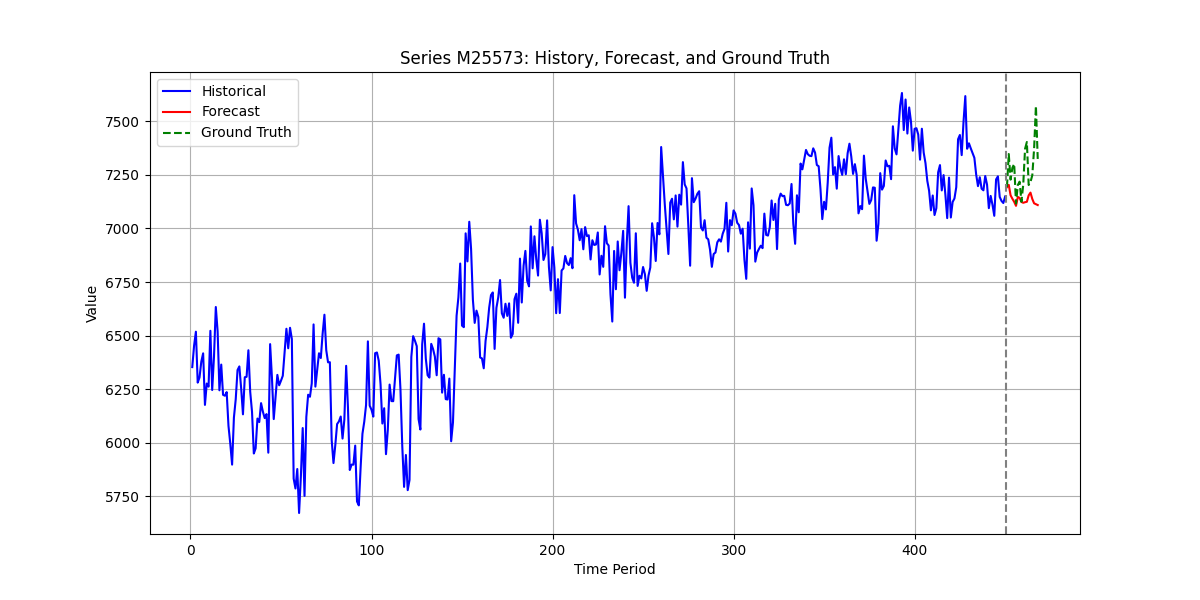 Series M25573: History, Forecast, and Ground Truth
Historical
Forecast
Ground Truth
7500
7250
7000
6750
6500
6250
6000
5750
Value
0 100 200 300 400
Time Period